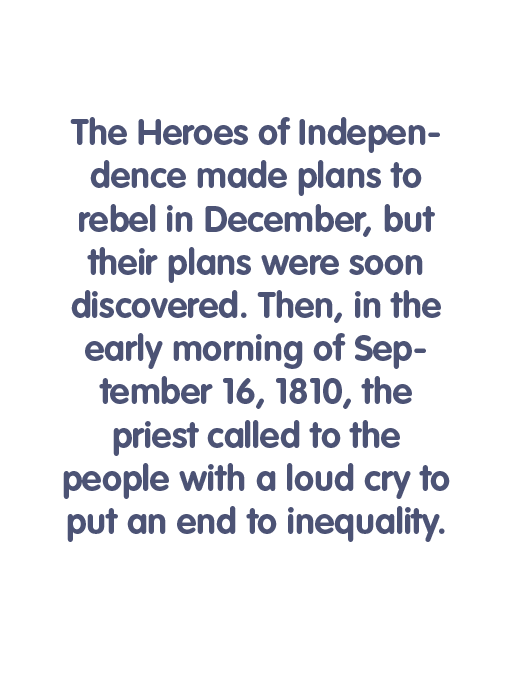 The Heroes of Indepen-
dence made plans to
rebel in December, but
their plans were soon
discovered. Then, in the
early morning of Sep-
tember 16, 1810, the
priest called to the
people with a loud cry to
put an end to inequality.